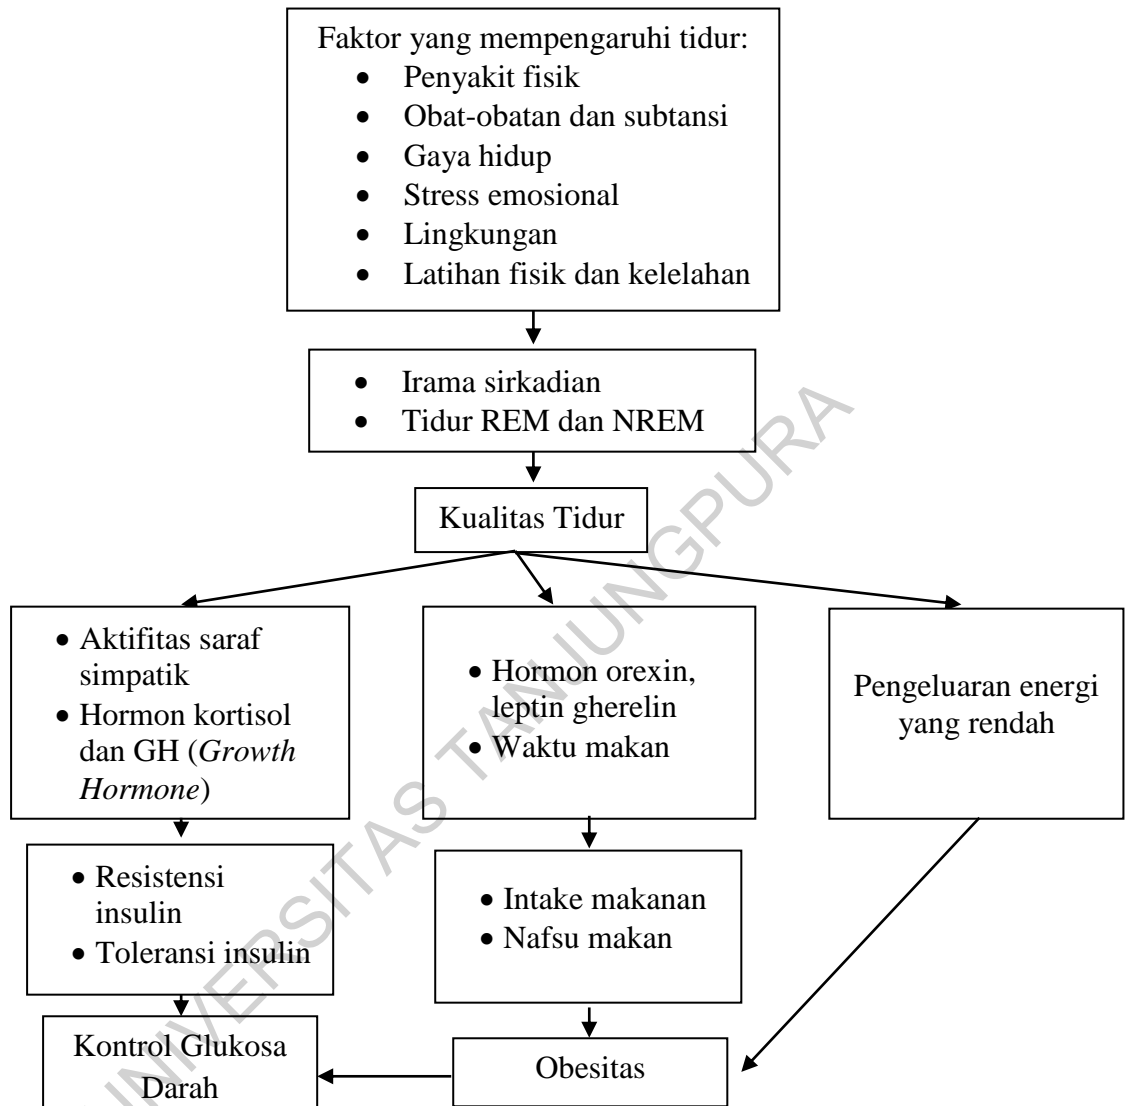 Faktor yang mempengaruhi tidur:
• Penyakit fisik
• Obat-obatan dan subtansi
• Gaya hidup
• Stress emosional
• Lingkungan
• Latihan fisik dan kelelahan
• Irama sirkadian
• Tidur REM dan NREM
Kualitas Tidur
• Aktifitas saraf
simpatik
• Hormon kortisol
dan GH (Growth
Hormone)
• Hormon orexin,
leptin gherelin
• Waktu makan
Pengeluaran energi
yang rendah
• Resistensi
insulin
• Toleransi insulin
• Intake makanan
• Nafsu makan
Kontrol Glukosa
Darah
Obesitas
UNIVERSITAS TANJUNGPURA